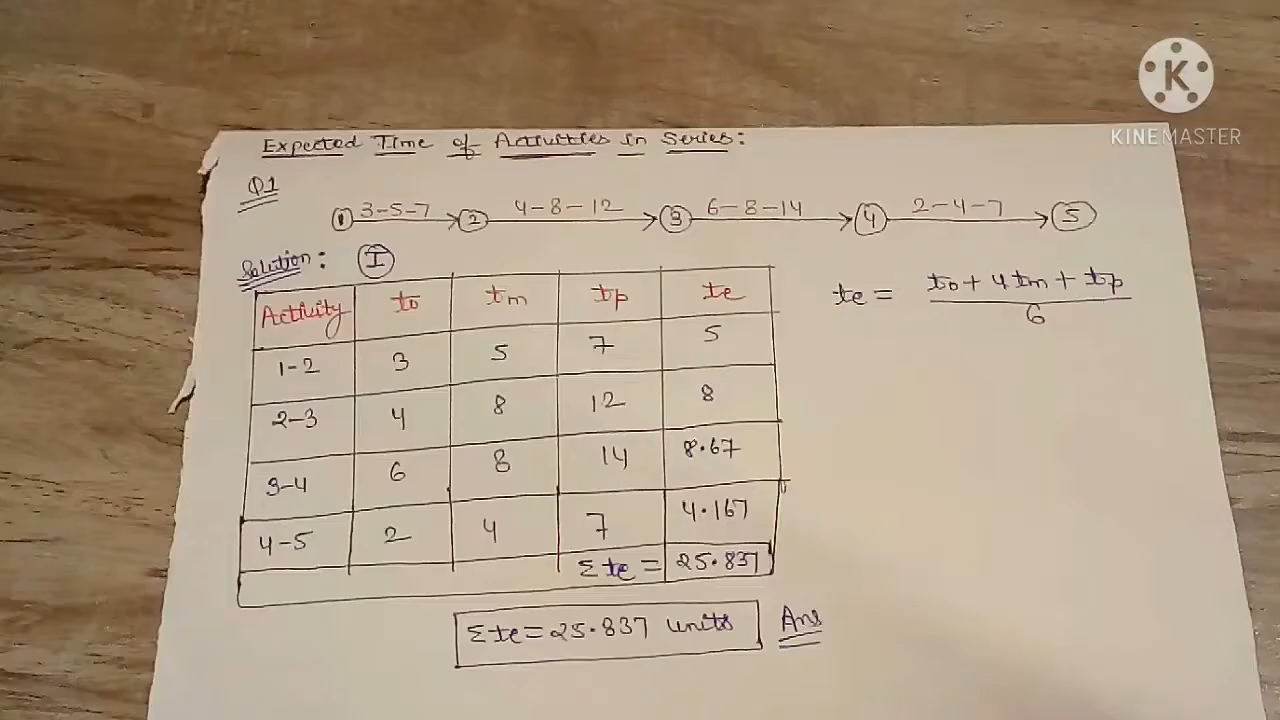 Expected Time of Activities in Series:
Q1
1 3-5-7 2 4-8-12 3 6-8-14 4 2-4-7 5
Solution: I
te = to + 4tm + tp / 6
Activity to tm tp te
1-2 3 5 7 5
2-3 4 8 12 8
3-4 6 8 14 8.67
4-5 2 4 7 4.167
Σte = 25.837
Σte = 25.837 units Ans
K
KINEMASTER